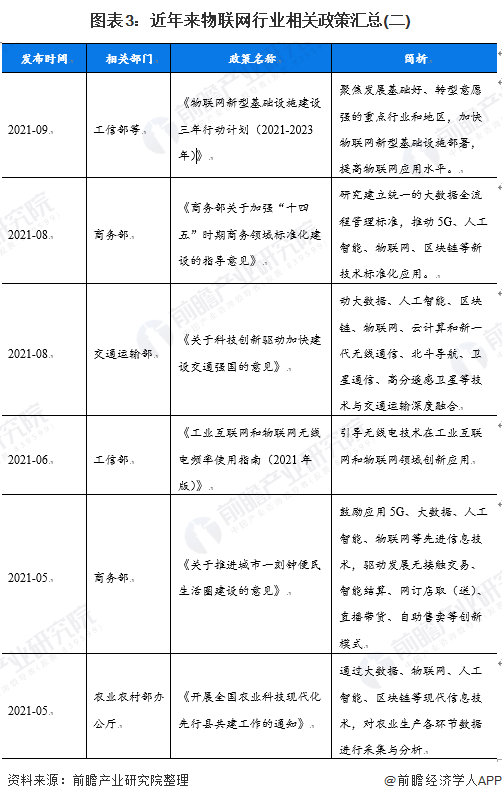 图表3：近年来物联网行业相关政策汇总(二)
发布时间 相关部门 政策名称 简析
2021-09 工信部等
《物联网新型基础设施建设
三年行动计划（2021-2023
年）》
聚焦发展基础好、转型意愿
强的重点行业和地区，加快
物联网新型基础设施部署，
提高物联网应用水平。
2021-08 商务部
《商务部关于加强“十四
五”时期商务领域标准化建
设的指导意见》
研究建立统一的大数据全流
程管理标准，推动5G、人工
智能、物联网、区块链等新
技术标准化应用。
2021-08 交通运输部
《关于科技创新驱动加快建
设交通强国的意见》
动大数据、人工智能、区块
链、物联网、云计算和新一
代无线通信、北斗导航、卫
星通信、高分遥感卫星等技
术与交通运输深度融合
2021-06 工信部
《工业互联网和物联网无线
电频率使用指南（2021年
版）》
引导无线电技术在工业互联
网和物联网领域创新应用
2021-05 商务部
《关于推进城市一刻钟便民
生活圈建设的意见》
鼓励应用5G、大数据、人工
智能、物联网等先进信息技
术，驱动发展无接触交易、
智能结算、网订店取（送）、
直播带货、自助售卖等创新
模式
2021-05
农业农村部办
公厅
《开展全国农业科技现代化
先行县共建工作的通知》
通过大数据、物联网、人工
智能、区块链等现代信息技
术，对农业生产各环节数据
进行采集与分析
资料来源：前瞻产业研究院整理 @前瞻经济学人APP
前瞻产业研究院